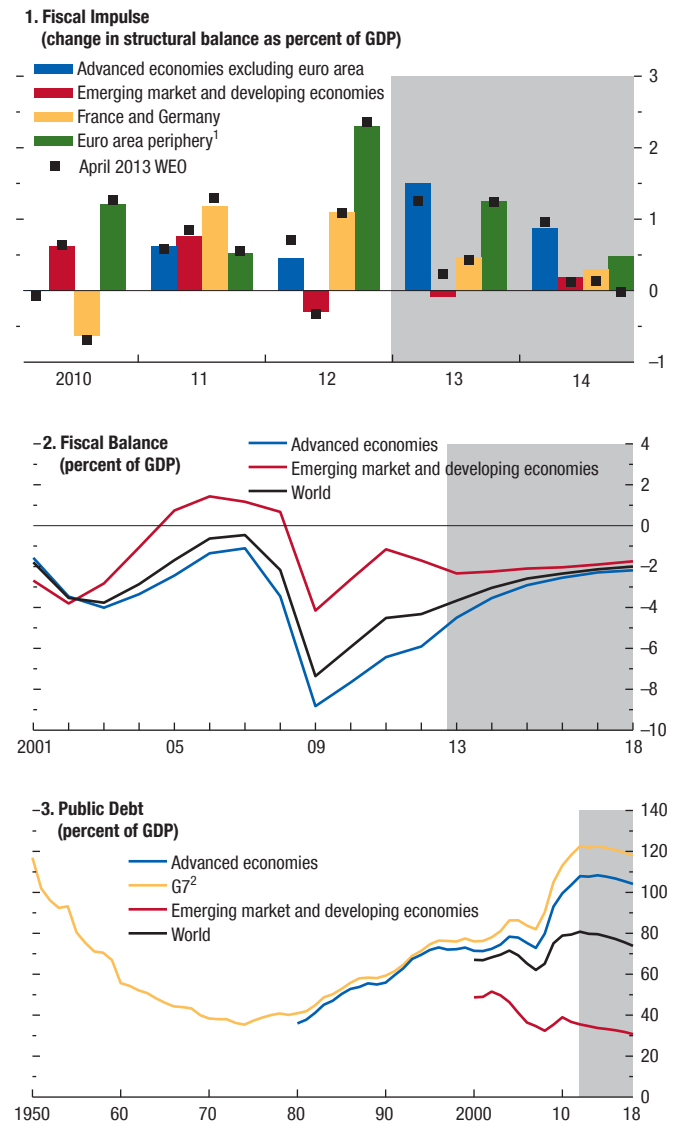 1. Fiscal Impulse
(change in structural balance as percent of GDP)
Advanced economies excluding euro area
Emerging market and developing economies
France and Germany
Euro area periphery1
April 2013 WEO
3
2
1
0
–1
2010 11 12 13 14
2. Fiscal Balance
(percent of GDP)
Advanced economies
Emerging market and developing economies
World
4
2
0
–2
–4
–6
–8
–10
2001 05 09 13 18
3. Public Debt
(percent of GDP)
Advanced economies
G72
Emerging market and developing economies
World
140
120
100
80
60
40
20
0
1950 60 70 80 90 2000 10 18